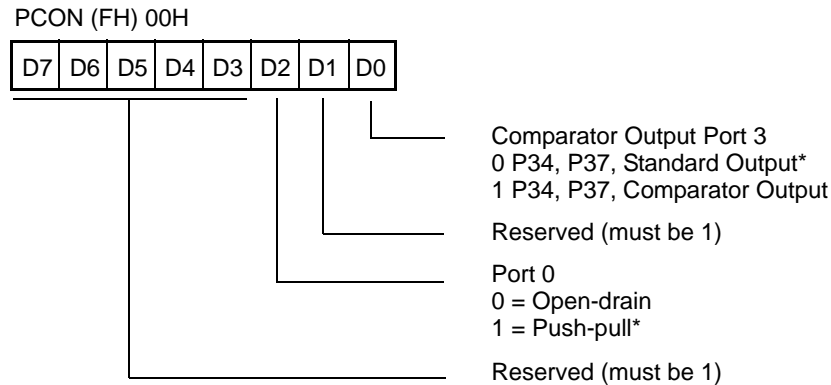 PCON (FH) 00H
D7 D6 D5 D4 D3 D2 D1 D0
Comparator Output Port 3
0 P34, P37, Standard Output*
1 P34, P37, Comparator Output
Reserved (must be 1)
Port 0
0 = Open-drain
1 = Push-pull*
Reserved (must be 1)